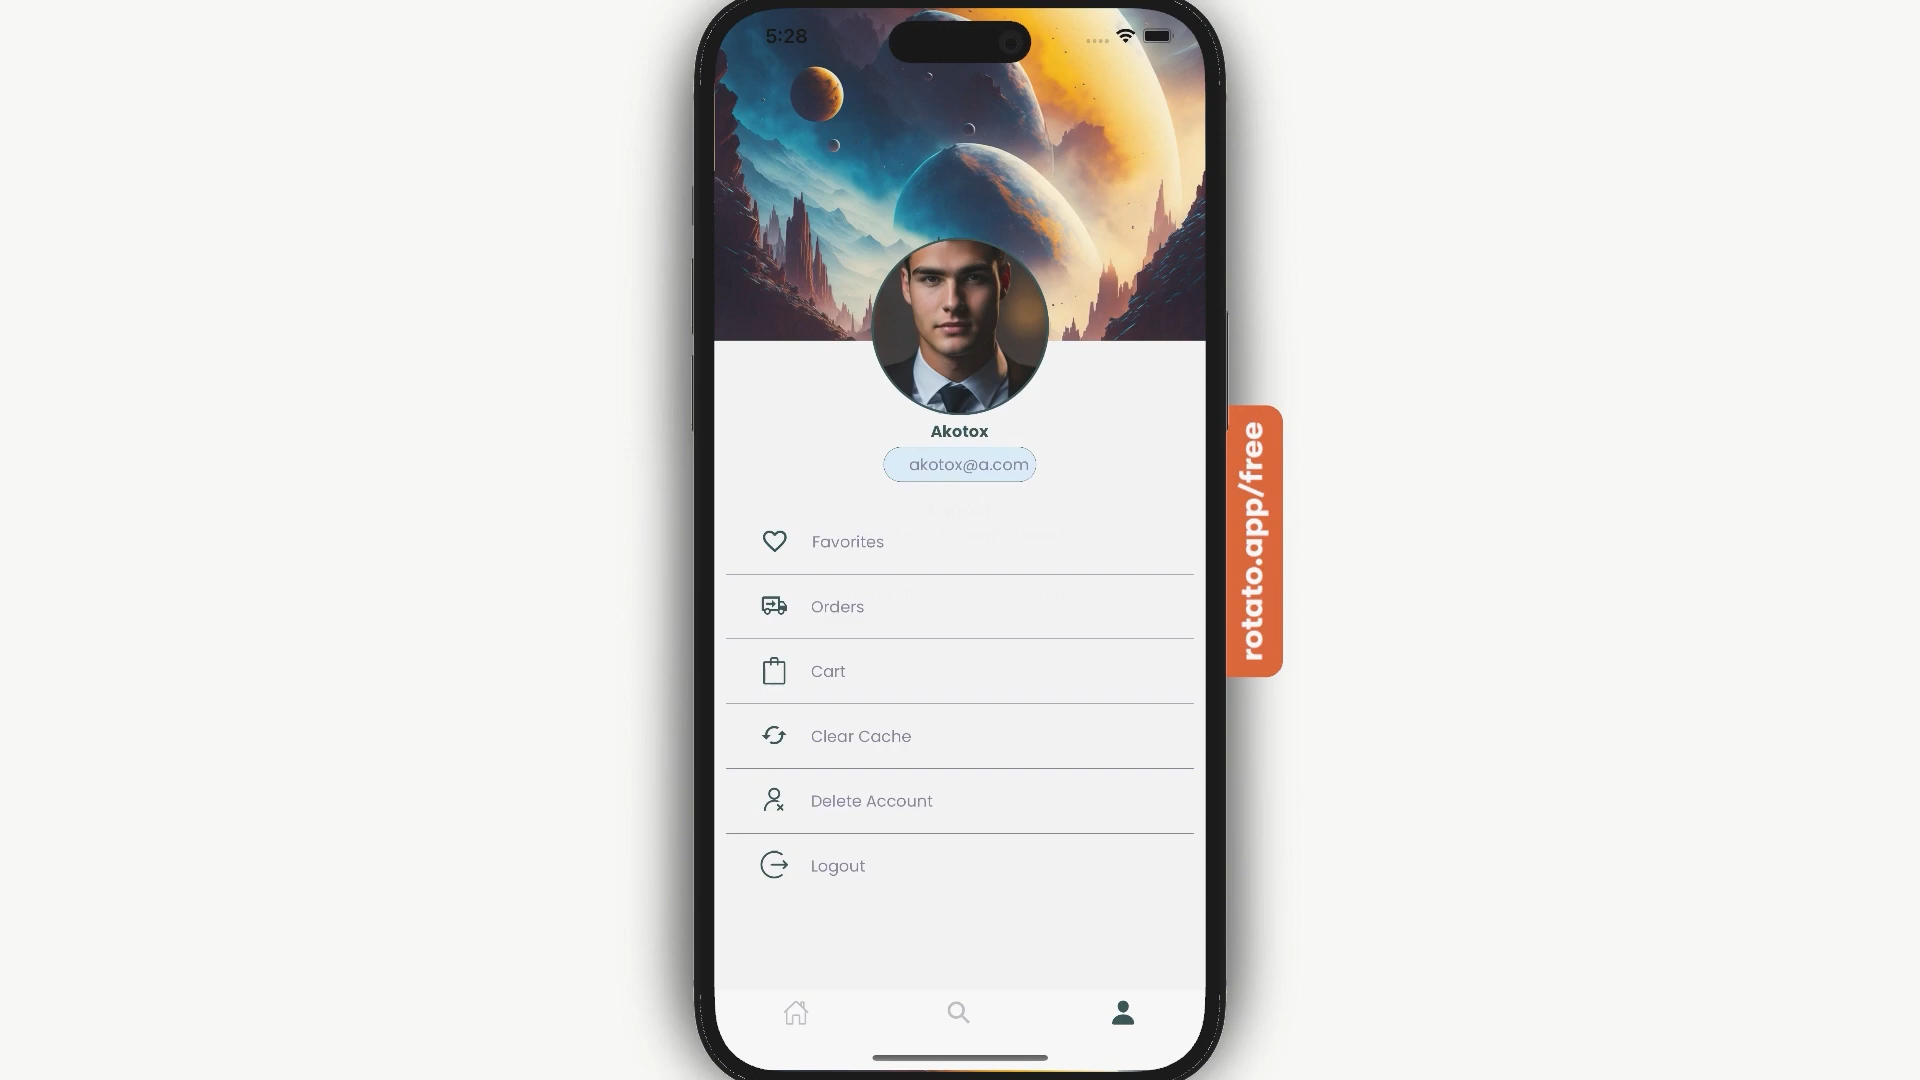 5:28
Akotox
akotox@a.com
Favorites
Orders
Cart
Clear Cache
Delete Account
Logout
rotato.app/free